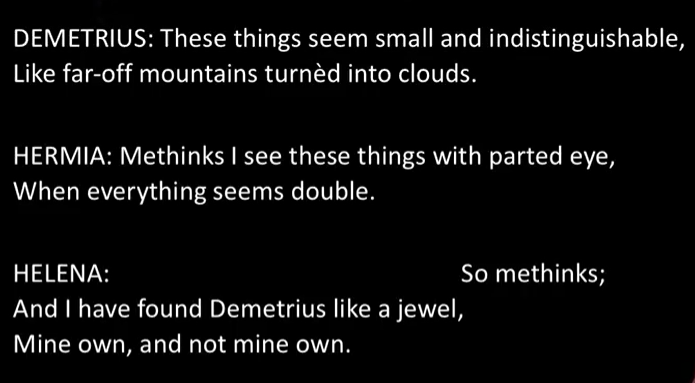 DEMETRIUS: These things seem small and indistinguishable,
Like far-off mountains turnèd into clouds.
HERMIA: Methinks I see these things with parted eye,
When everything seems double.
HELENA: So methinks;
And I have found Demetrius like a jewel,
Mine own, and not mine own.